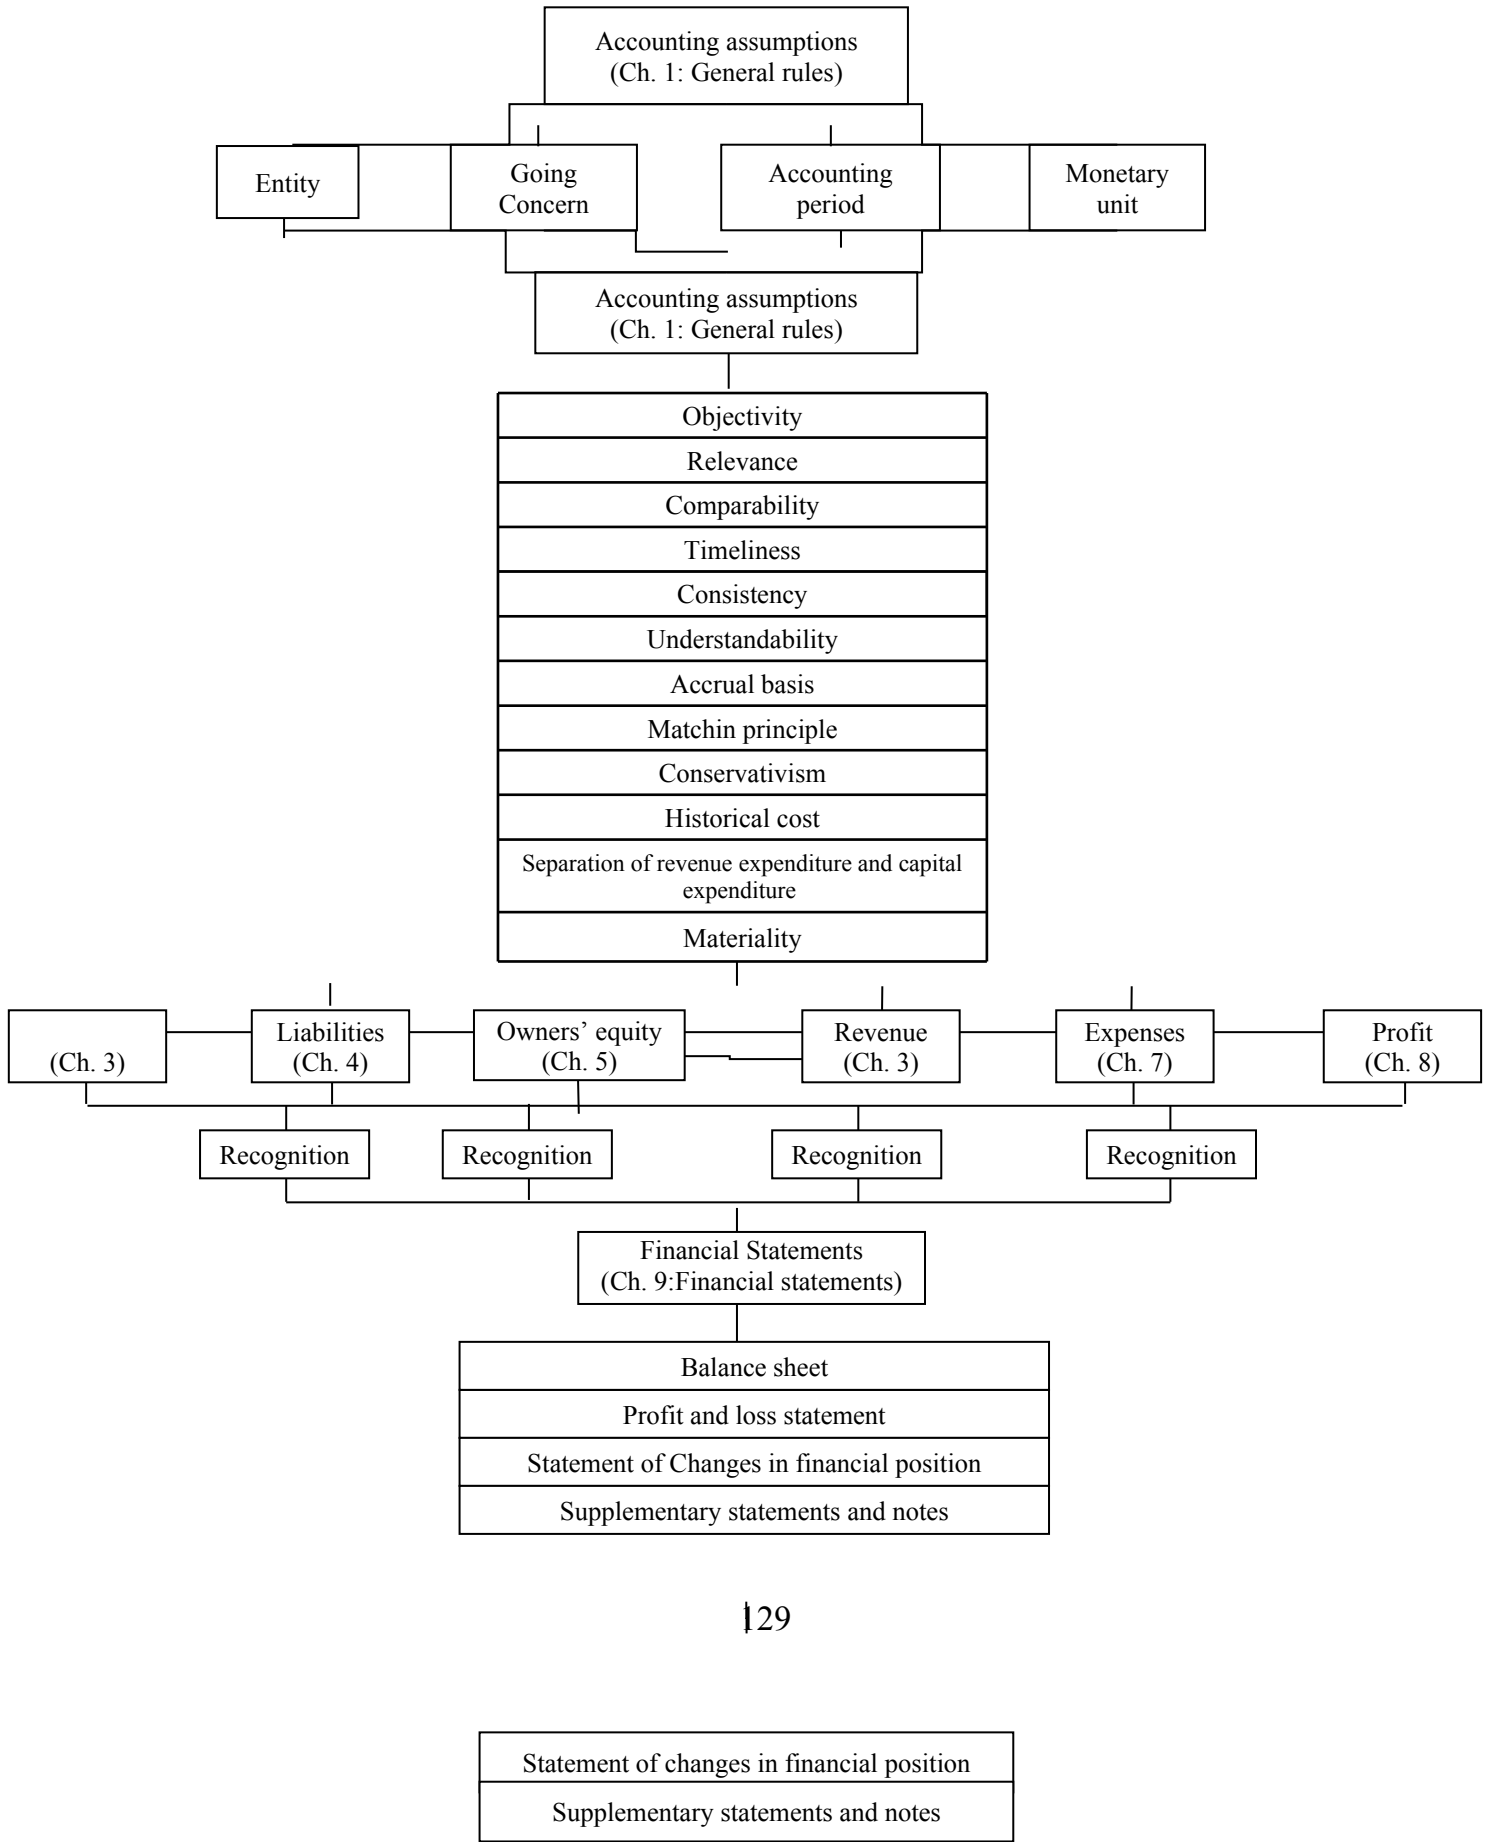 Accounting assumptions
(Ch. 1: General rules)
Entity
Going
Concern
Accounting
period
Monetary
unit
Accounting assumptions
(Ch. 1: General rules)
Objectivity
Relevance
Comparability
Timeliness
Consistency
Understandability
Accrual basis
Matchin principle
Conservativism
Historical cost
Separation of revenue expenditure and capital
expenditure
Materiality
(Ch. 3)
Liabilities
(Ch. 4)
Owners’ equity
(Ch. 5)
Revenue
(Ch. 3)
Expenses
(Ch. 7)
Profit
(Ch. 8)
Recognition
Recognition
Recognition
Recognition
Financial Statements
(Ch. 9:Financial statements)
Balance sheet
Profit and loss statement
Statement of Changes in financial position
Supplementary statements and notes
129
Statement of changes in financial position
Supplementary statements and notes